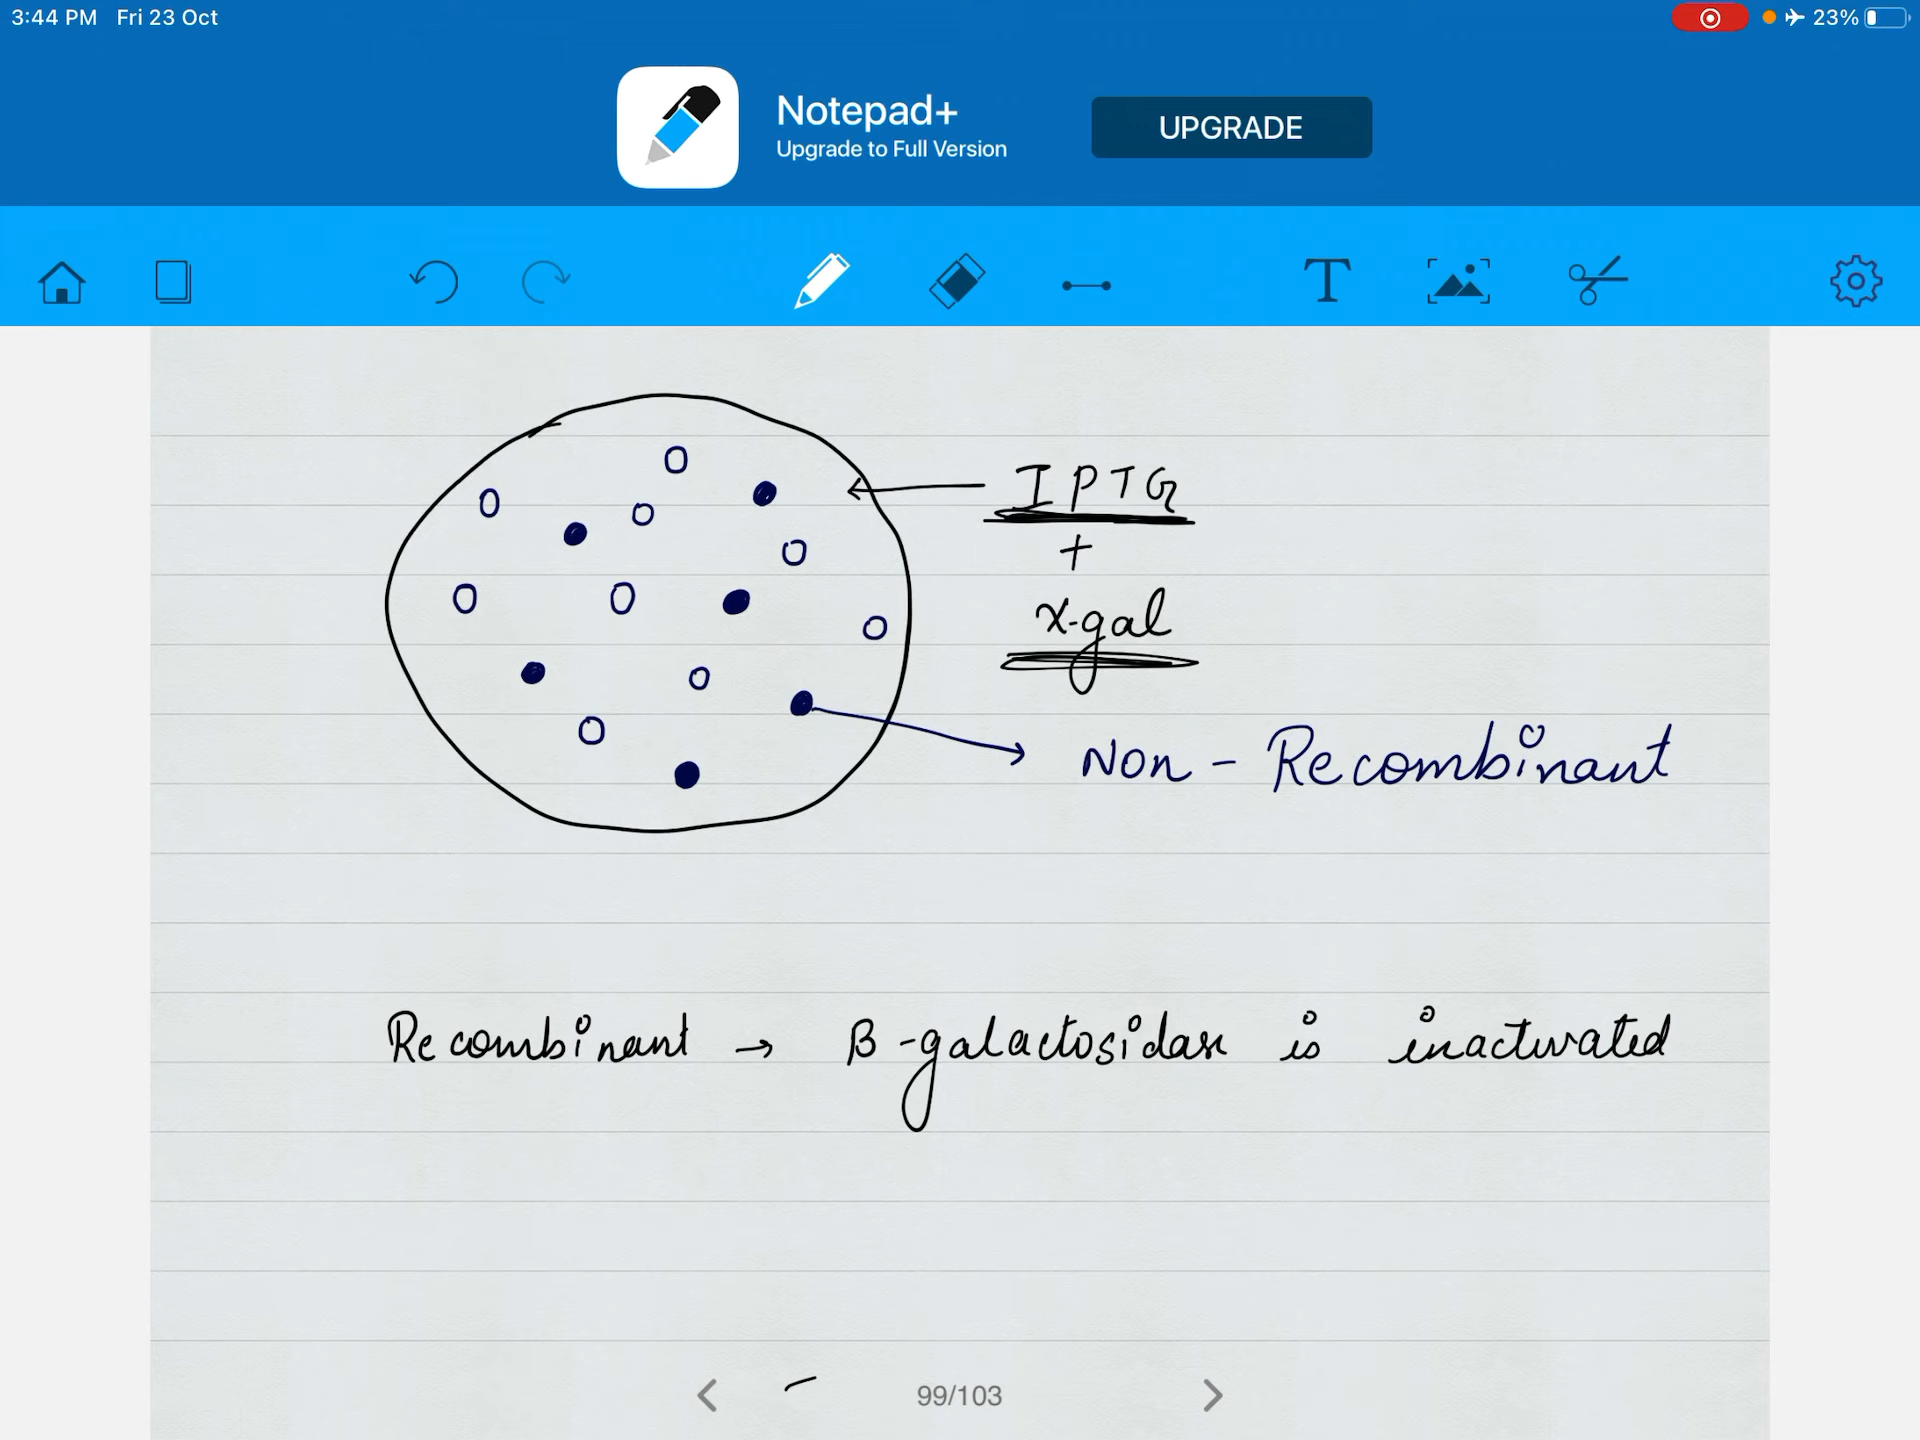 3:44 PM Fri 23 Oct
23%
Notepad+
Upgrade to Full Version
UPGRADE
T
IPTG
+
X-gal
Non - Recombinant
Recombinant → B-galactosidase is inactivated
99/103